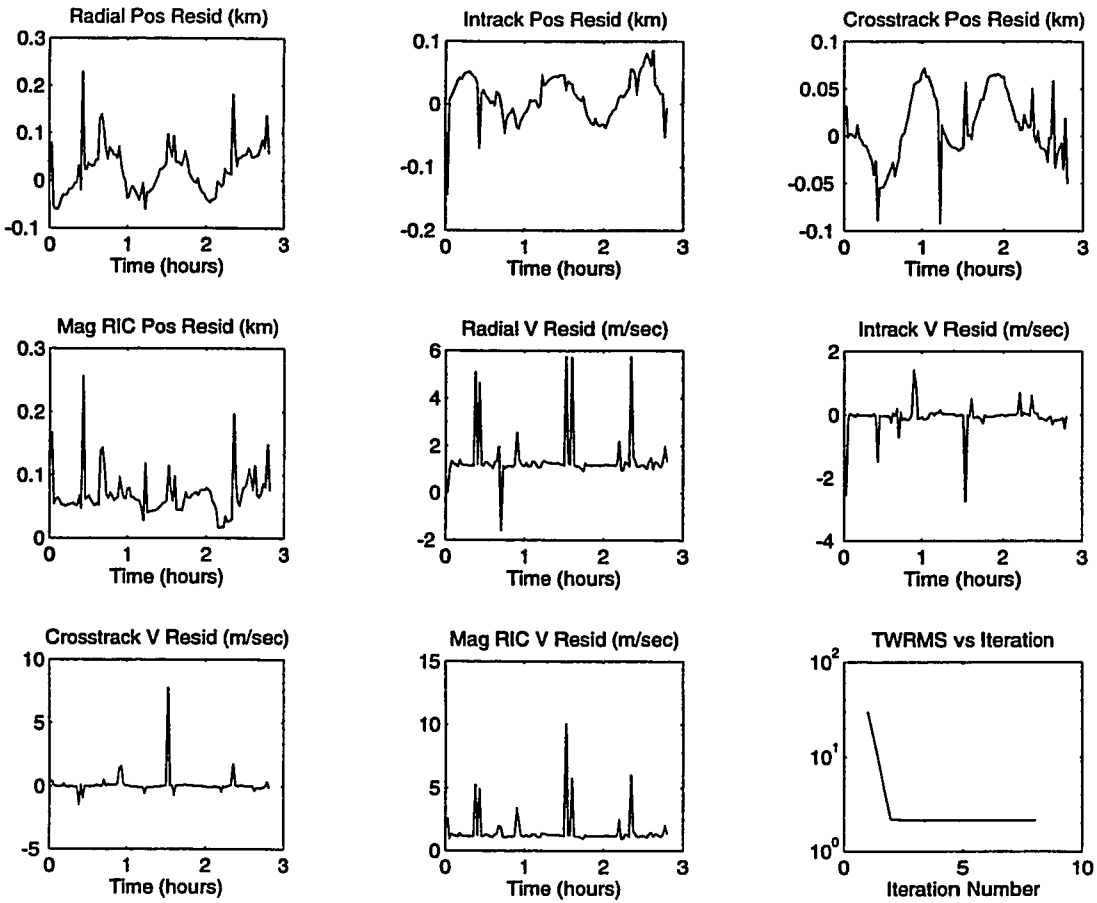 Radial Pos Resid (km)
0.3
0.2
0.1
0
-0.1
0 1 2 3
Time (hours)
Intrack Pos Resid (km)
0.1
0
-0.1
-0.2
0 1 2 3
Time (hours)
Crosstrack Pos Resid (km)
0.1
0.05
0
-0.05
-0.1
0 1 2 3
Time (hours)
Mag RIC Pos Resid (km)
0.3
0.2
0.1
0
0 1 2 3
Time (hours)
Radial V Resid (m/sec)
6
4
2
0
-2
0 1 2 3
Time (hours)
Intrack V Resid (m/sec)
2
0
-2
-4
0 1 2 3
Time (hours)
Crosstrack V Resid (m/sec)
10
5
0
-5
0 1 2 3
Time (hours)
Mag RIC V Resid (m/sec)
15
10
5
0
0 1 2 3
Time (hours)
TWRMS vs Iteration
10²
10¹
10⁰
0 5 10
Iteration Number